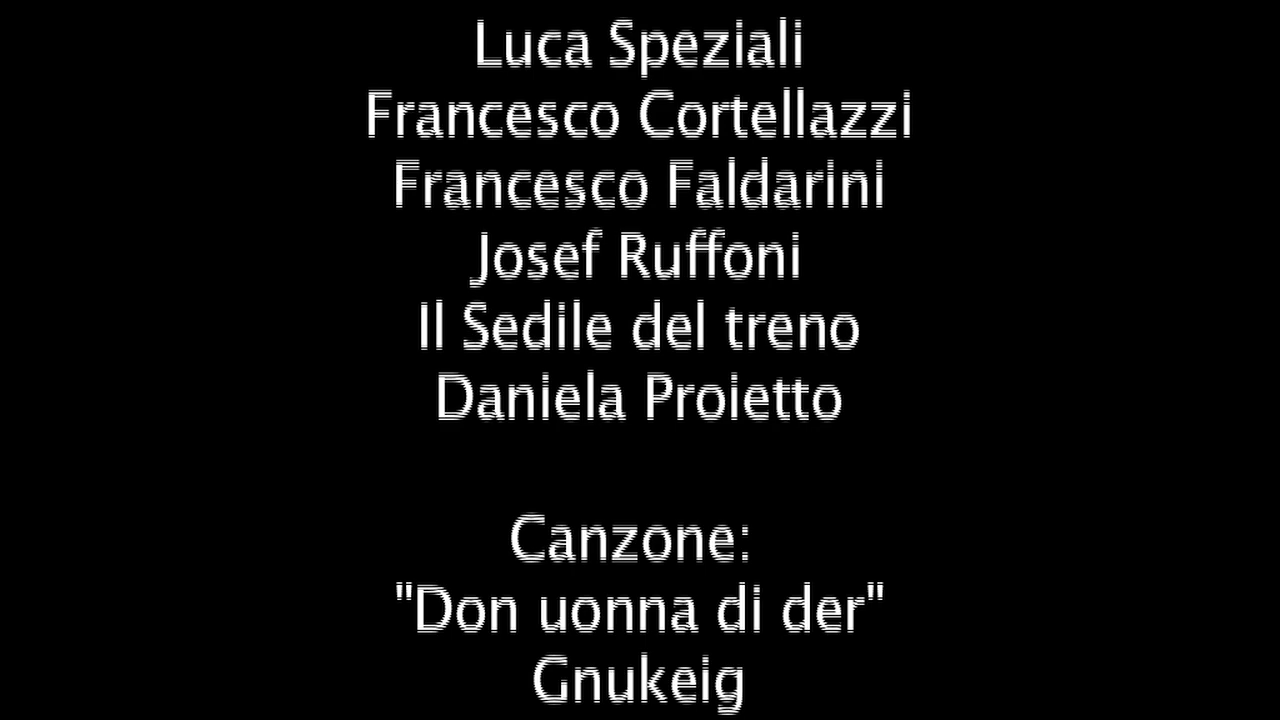 Luca Speziali
Francesco Cortellazzi
Francesco Faldarini
Josef Ruffoni
Il Sedile del treno
Daniela Proietto
Canzone:
"Don uonna di der"
Gnukeig